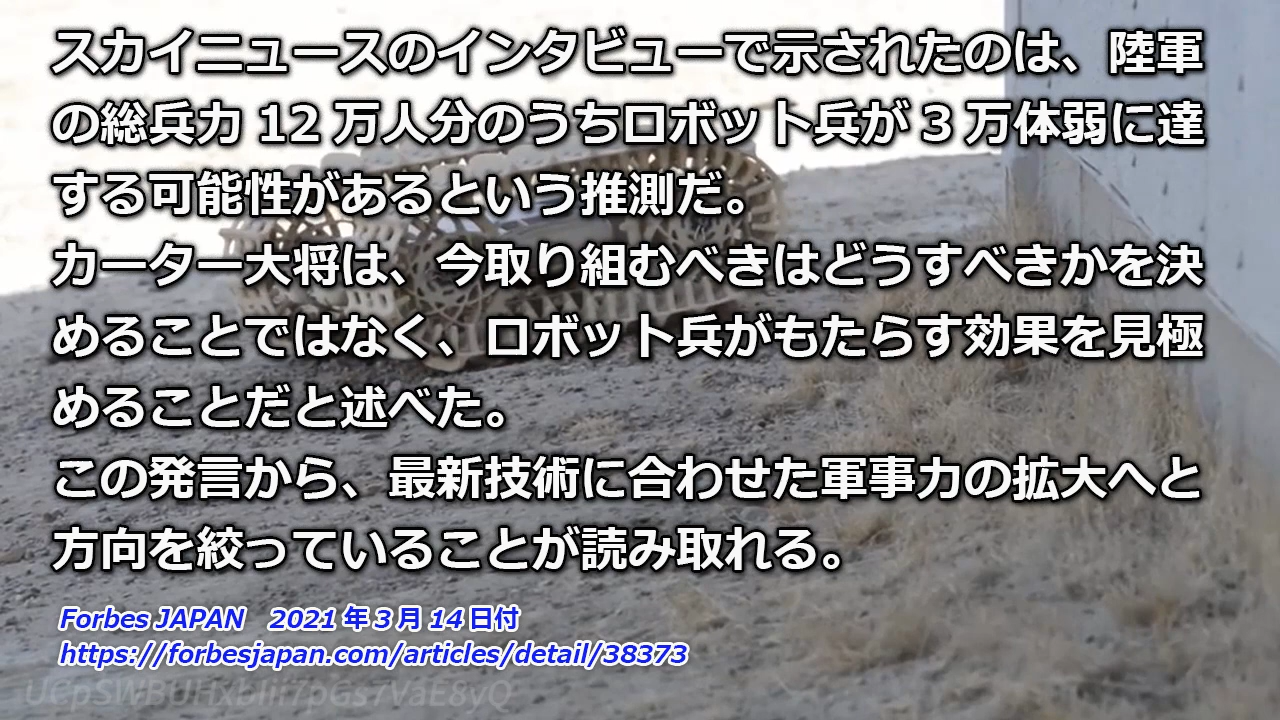 スカイニュースのインタビューで示されたのは、陸軍
の総兵力 12 万人分のうちロボット兵が 3 万体弱に達
する可能性があるという推測だ。
カーター大将は、今取り組むべきはどうすべきかを決
めることではなく、ロボット兵がもたらす効果を見極
めることだと述べた。
この発言から、最新技術に合わせた軍事力の拡大へと
方向を絞っていることが読み取れる。
Forbes JAPAN 2021 年 3 月 14 日付
https://forbesjapan.com/articles/detail/38373